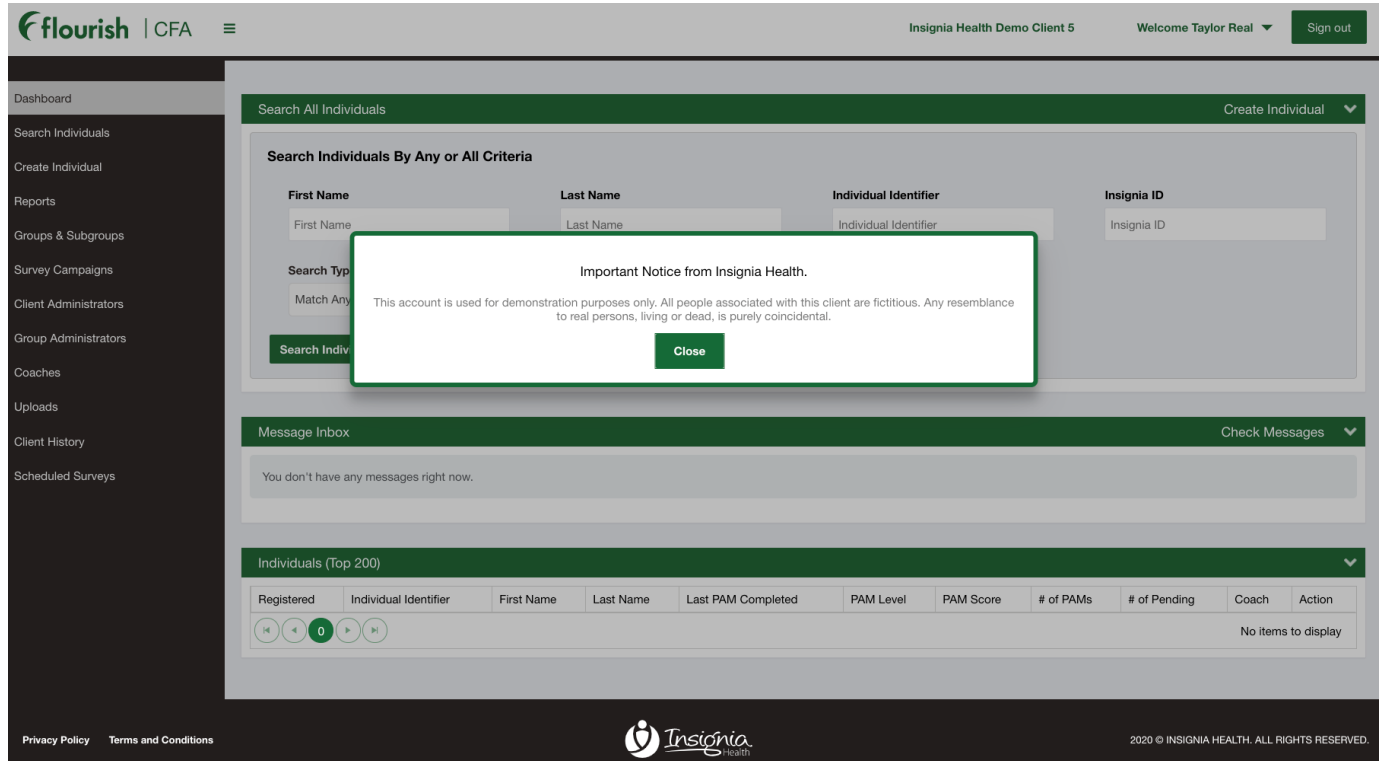 flourish | CFA
Insignia Health Demo Client 5
Welcome Taylor Real
Sign out
Dashboard
Search Individuals
Create Individual
Reports
Groups & Subgroups
Survey Campaigns
Client Administrators
Group Administrators
Coaches
Uploads
Client History
Scheduled Surveys
Search All Individuals
Create Individual
Search Individuals By Any or All Criteria
First Name
Last Name
Individual Identifier
Insignia ID
First Name
Last Name
Individual Identifier
Insignia ID
Search Typ
Match Any
Search Indiv
Important Notice from Insignia Health.
This account is used for demonstration purposes only. All people associated with this client are fictitious. Any resemblance
to real persons, living or dead, is purely coincidental.
Close
Message Inbox
Check Messages
You don't have any messages right now.
Individuals (Top 200)
Registered
Individual Identifier
First Name
Last Name
Last PAM Completed
PAM Level
PAM Score
# of PAMs
# of Pending
Coach
Action
0
No items to display
Privacy Policy
Terms and Conditions
Insignia
Health
2020 © INSIGNIA HEALTH. ALL RIGHTS RESERVED.